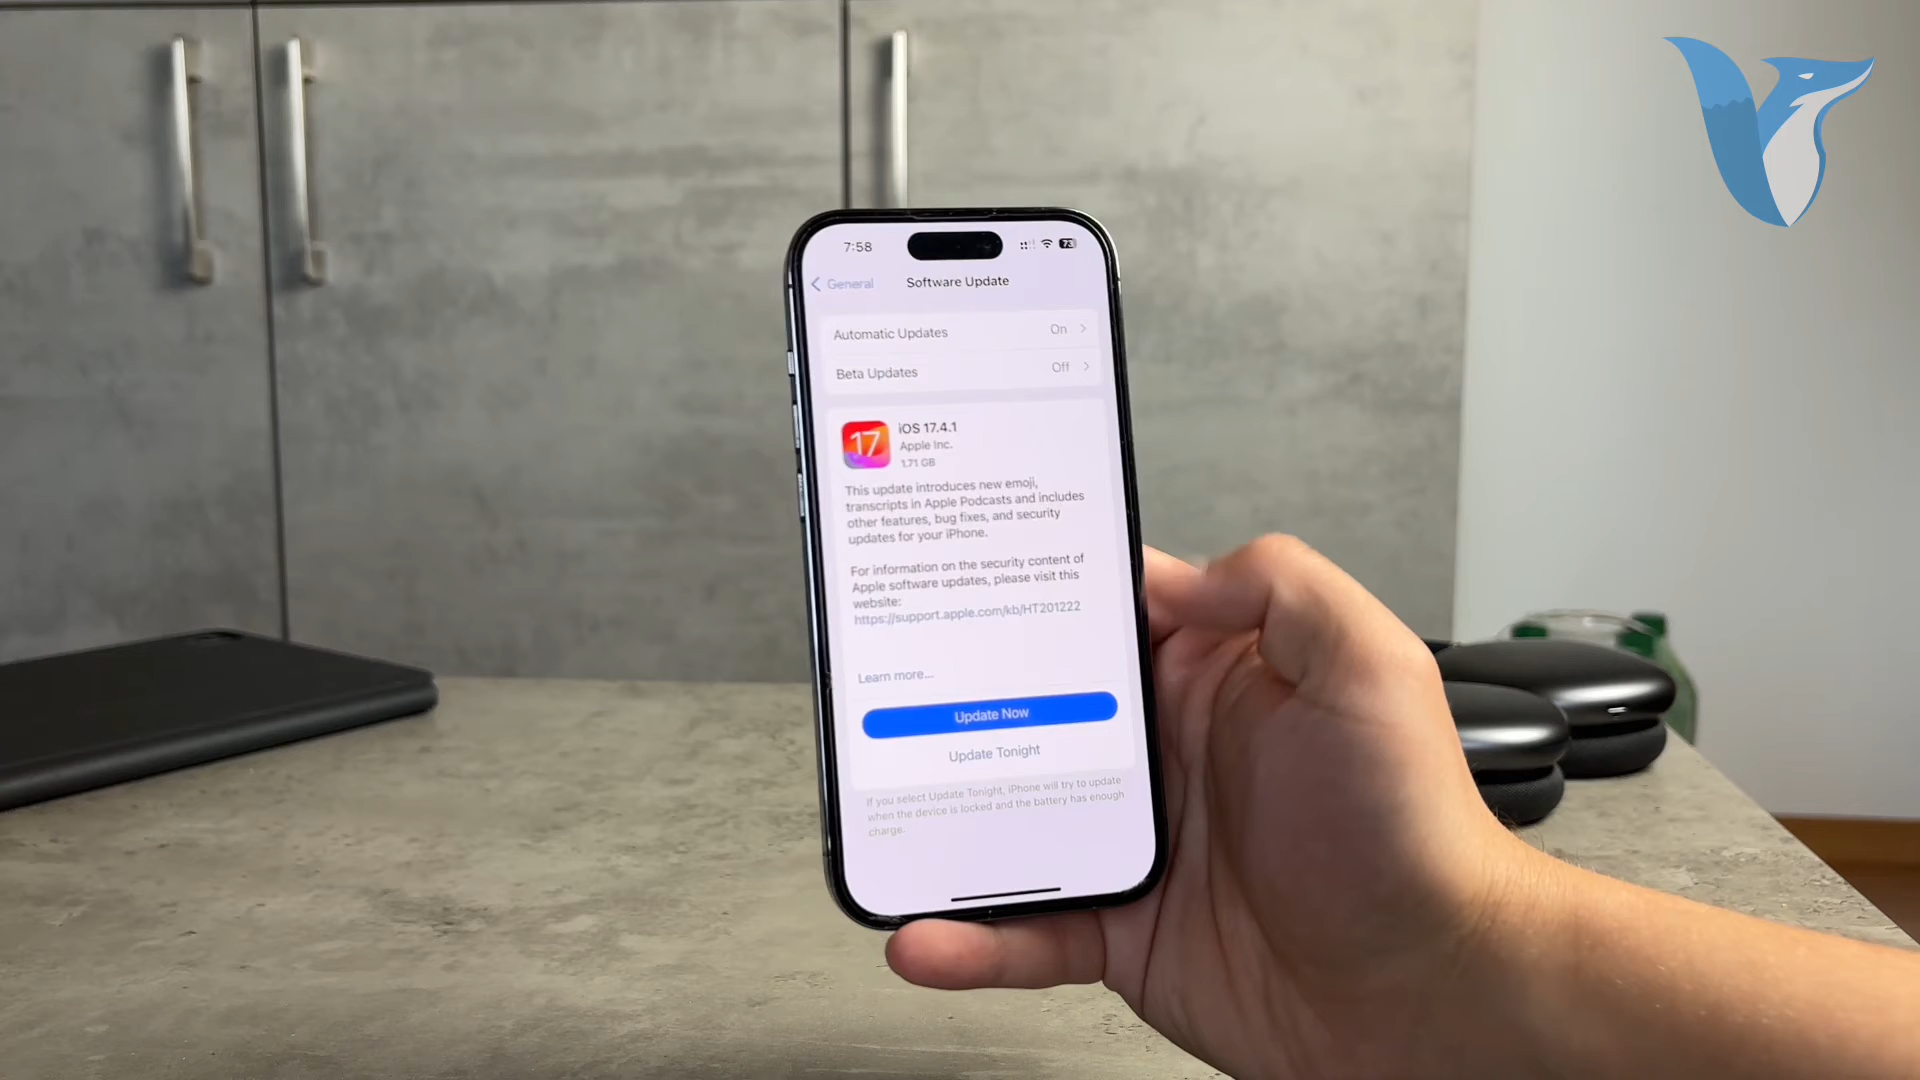 7:58
73
General
Software Update
Automatic Updates
On
Beta Updates
Off
17
iOS 17.4.1
Apple Inc.
1.71 GB
This update introduces new emoji,
transcripts in Apple Podcasts and includes
other features, bug fixes, and security
updates for your iPhone.
For information on the security content of
Apple software updates, please visit this
website:
https://support.apple.com/kb/HT201222
Learn more...
Update Now
Update Tonight
If you select Update Tonight, iPhone will try to update
when the device is locked and the battery has enough
charge.